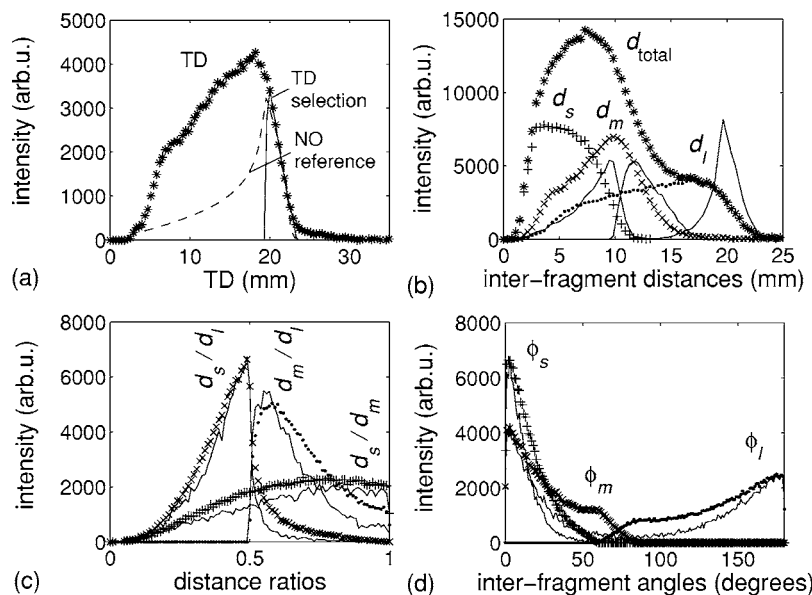 5000
4000
3000
2000
1000
0
intensity (arb.u.)
TD
TD
selection
NO
reference
0 10 20 30
TD (mm)
(a)
15000
10000
5000
0
intensity (arb.u.)
d_total
d_s
d_m
d_l
0 5 10 15 20 25
inter-fragment distances (mm)
(b)
8000
6000
4000
2000
0
intensity (arb.u.)
d_s / d_l
d_m / d_l
d_s / d_m
0 0.5 1
distance ratios
(c)
8000
6000
4000
2000
0
intensity (arb.u.)
ϕ_s
ϕ_m
ϕ_l
0 50 100 150
inter-fragment angles (degrees)
(d)